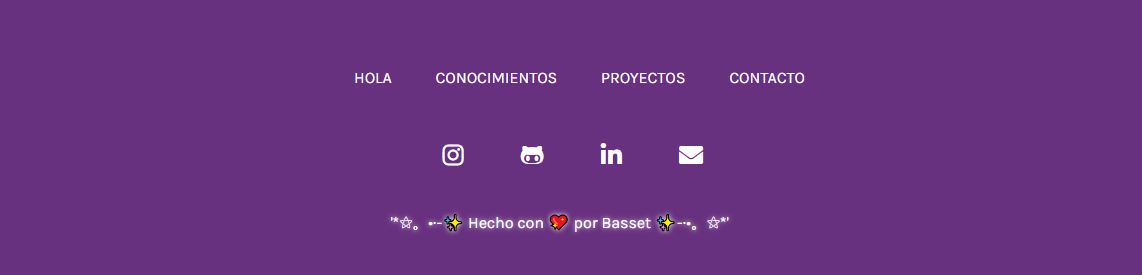 HOLA CONOCIMIENTOS PROYECTOS CONTACTO
'*☆。•·–✨ Hecho con 💖 por Basset ✨–·•。☆*'